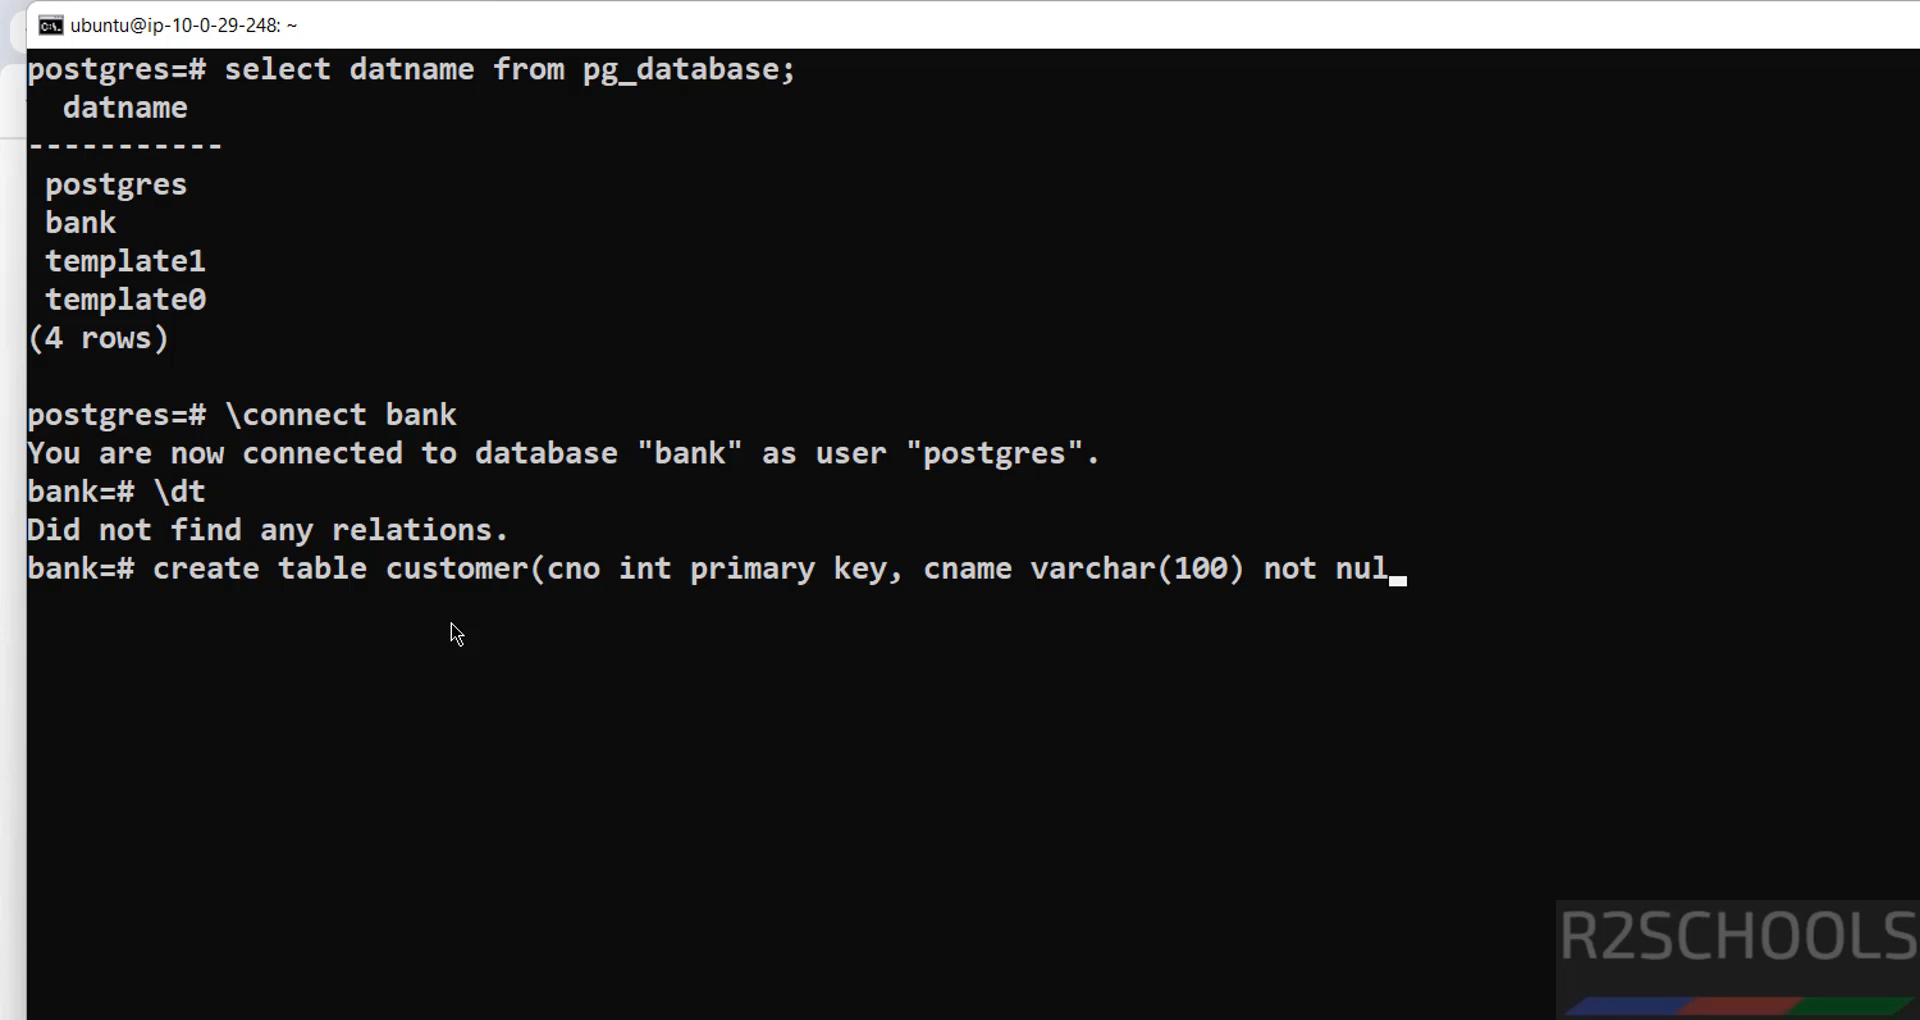 ubuntu@ip-10-0-29-248: ~
postgres=# select datname from pg_database;
  datname
-----------
 postgres
 bank
 template1
 template0
(4 rows)

postgres=# \connect bank
You are now connected to database "bank" as user "postgres".
bank=# \dt
Did not find any relations.
bank=# create table customer(cno int primary key, cname varchar(100) not nul
R2SCHOOLS